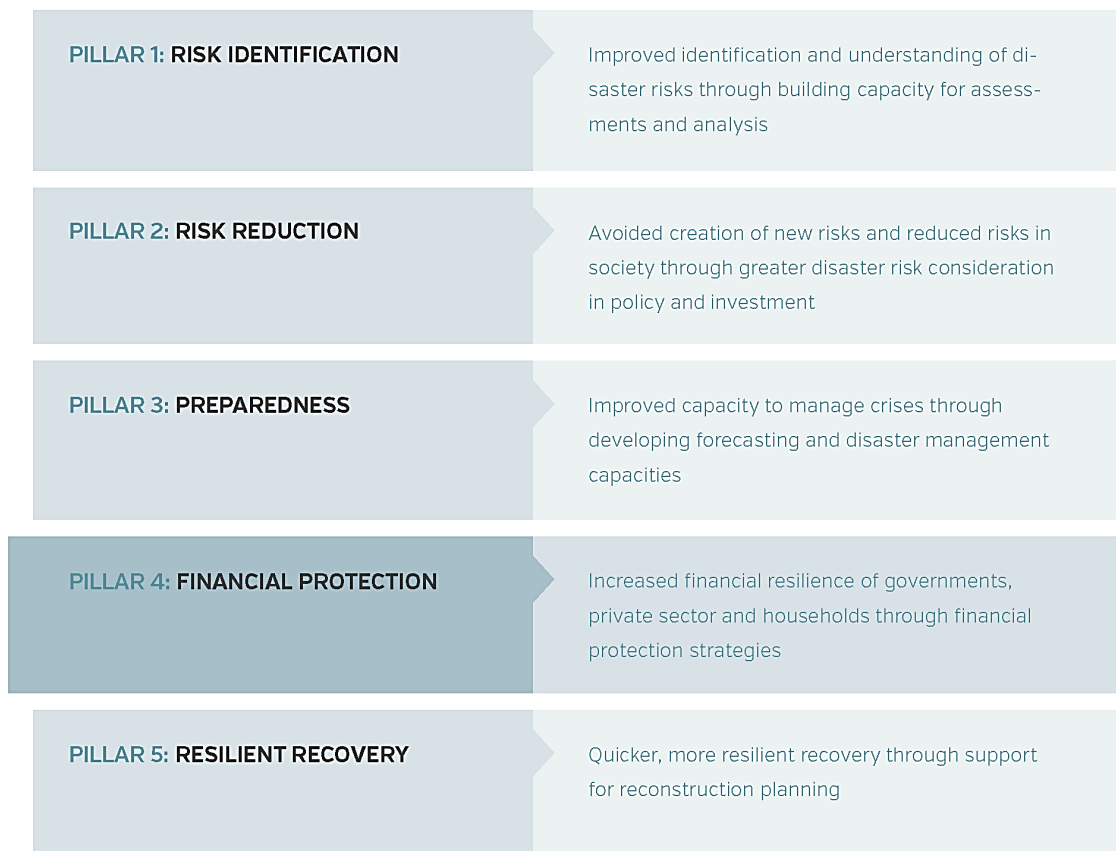 PILLAR 1: RISK IDENTIFICATION
Improved identification and understanding of di-
saster risks through building capacity for assess-
ments and analysis
PILLAR 2: RISK REDUCTION
Avoided creation of new risks and reduced risks in
society through greater disaster risk consideration
in policy and investment
PILLAR 3: PREPAREDNESS
Improved capacity to manage crises through
developing forecasting and disaster management
capacities
PILLAR 4: FINANCIAL PROTECTION
Increased financial resilience of governments,
private sector and households through financial
protection strategies
PILLAR 5: RESILIENT RECOVERY
Quicker, more resilient recovery through support
for reconstruction planning